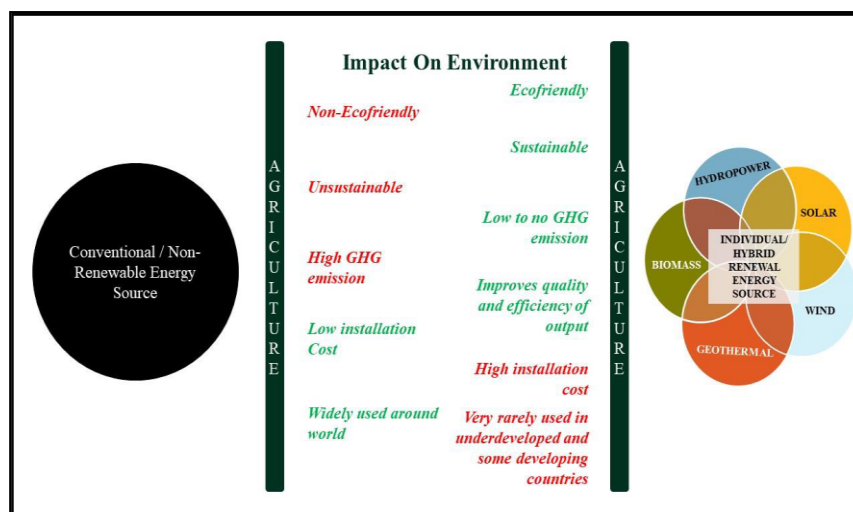 Impact On Environment
Conventional / Non-
Renewable Energy
Source
AGRICULTURE
Non-Ecofriendly
Unsustainable
High GHG
emission
Low installation
Cost
Widely used around
world
Ecofriendly
Sustainable
Low to no GHG
emission
Improves quality
and efficiency of
output
High installation
cost
Very rarely used in
underdeveloped and
some developing
countries
AGRICULTURE
HYDROPOWER
SOLAR
BIOMASS
INDIVIDUAL/
HYBRID
RENEWAL
ENERGY
SOURCE
WIND
GEOTHERMAL